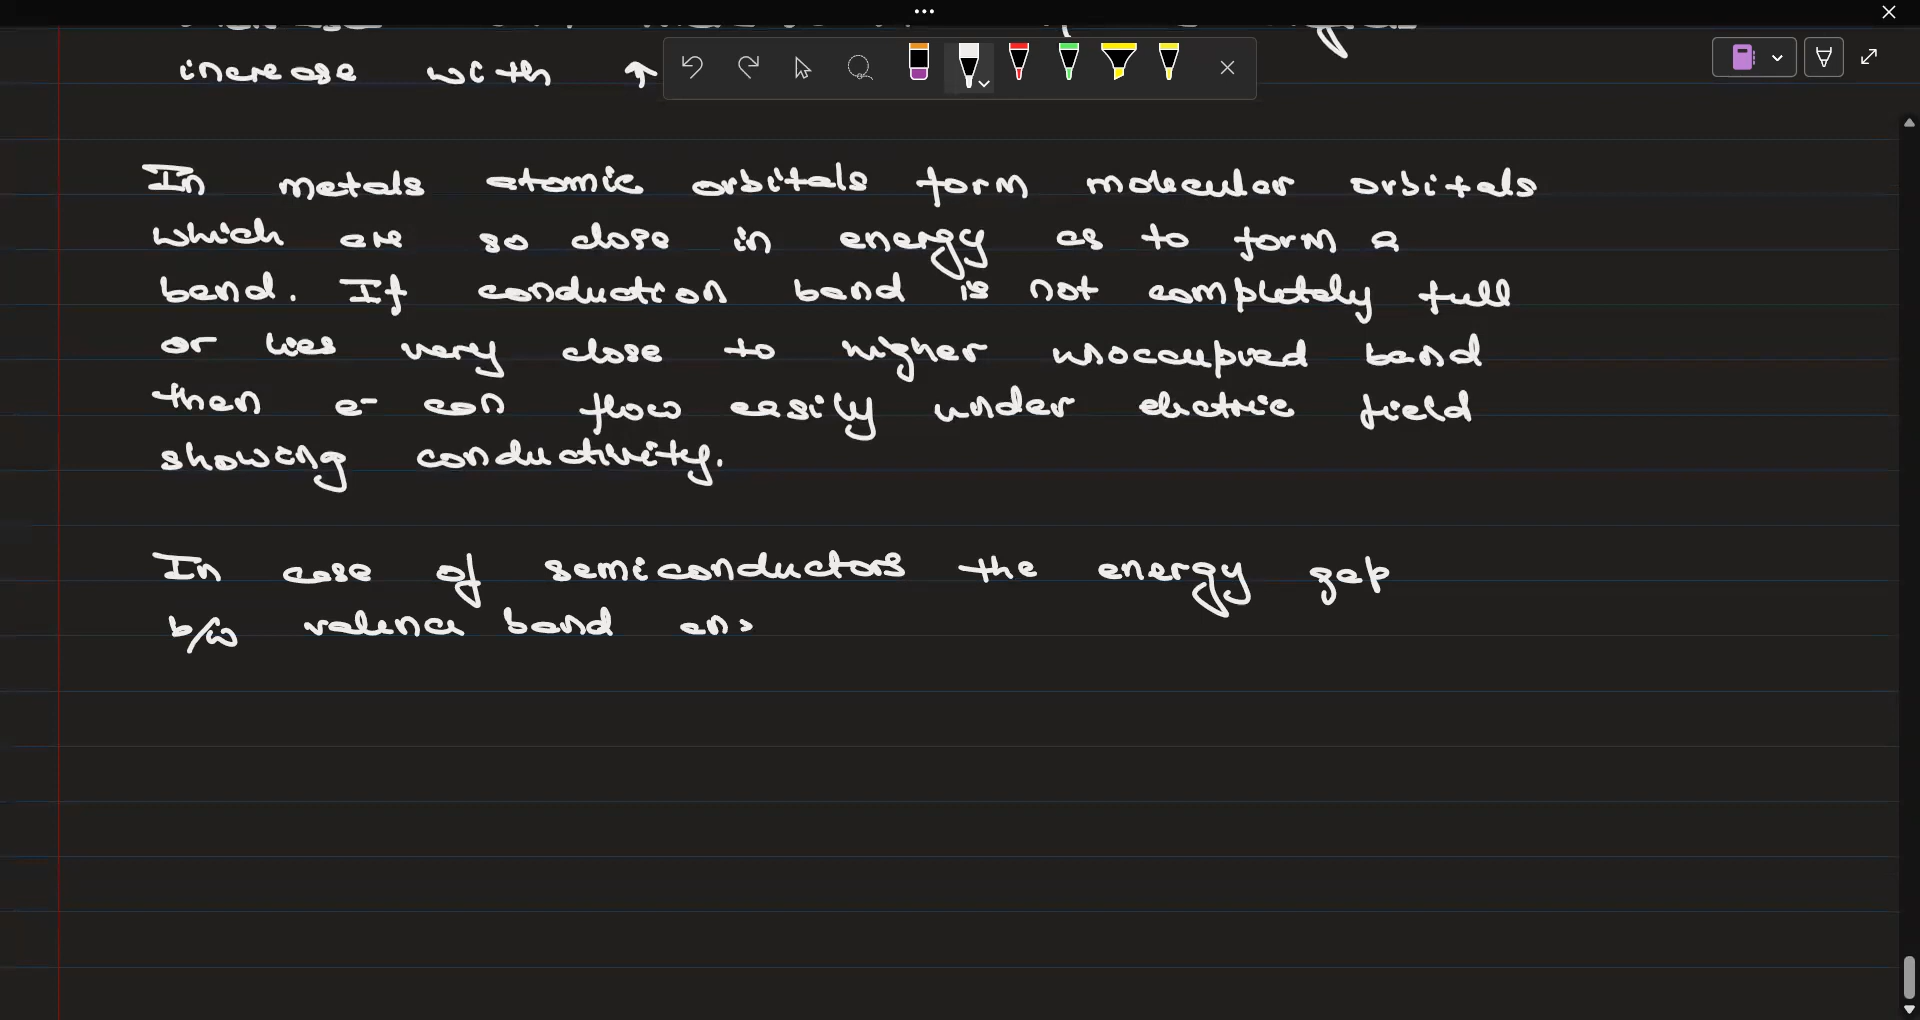 increase with ↑
In metals atomic orbitals form molecular orbitals
which are so close in energy as to form a
band. If conduction band is not completely full
or lies very close to higher unoccupied band
then e- can flow easily under electric field
showing conductivity.
In case of semiconductors the energy gap
b/w valence band an